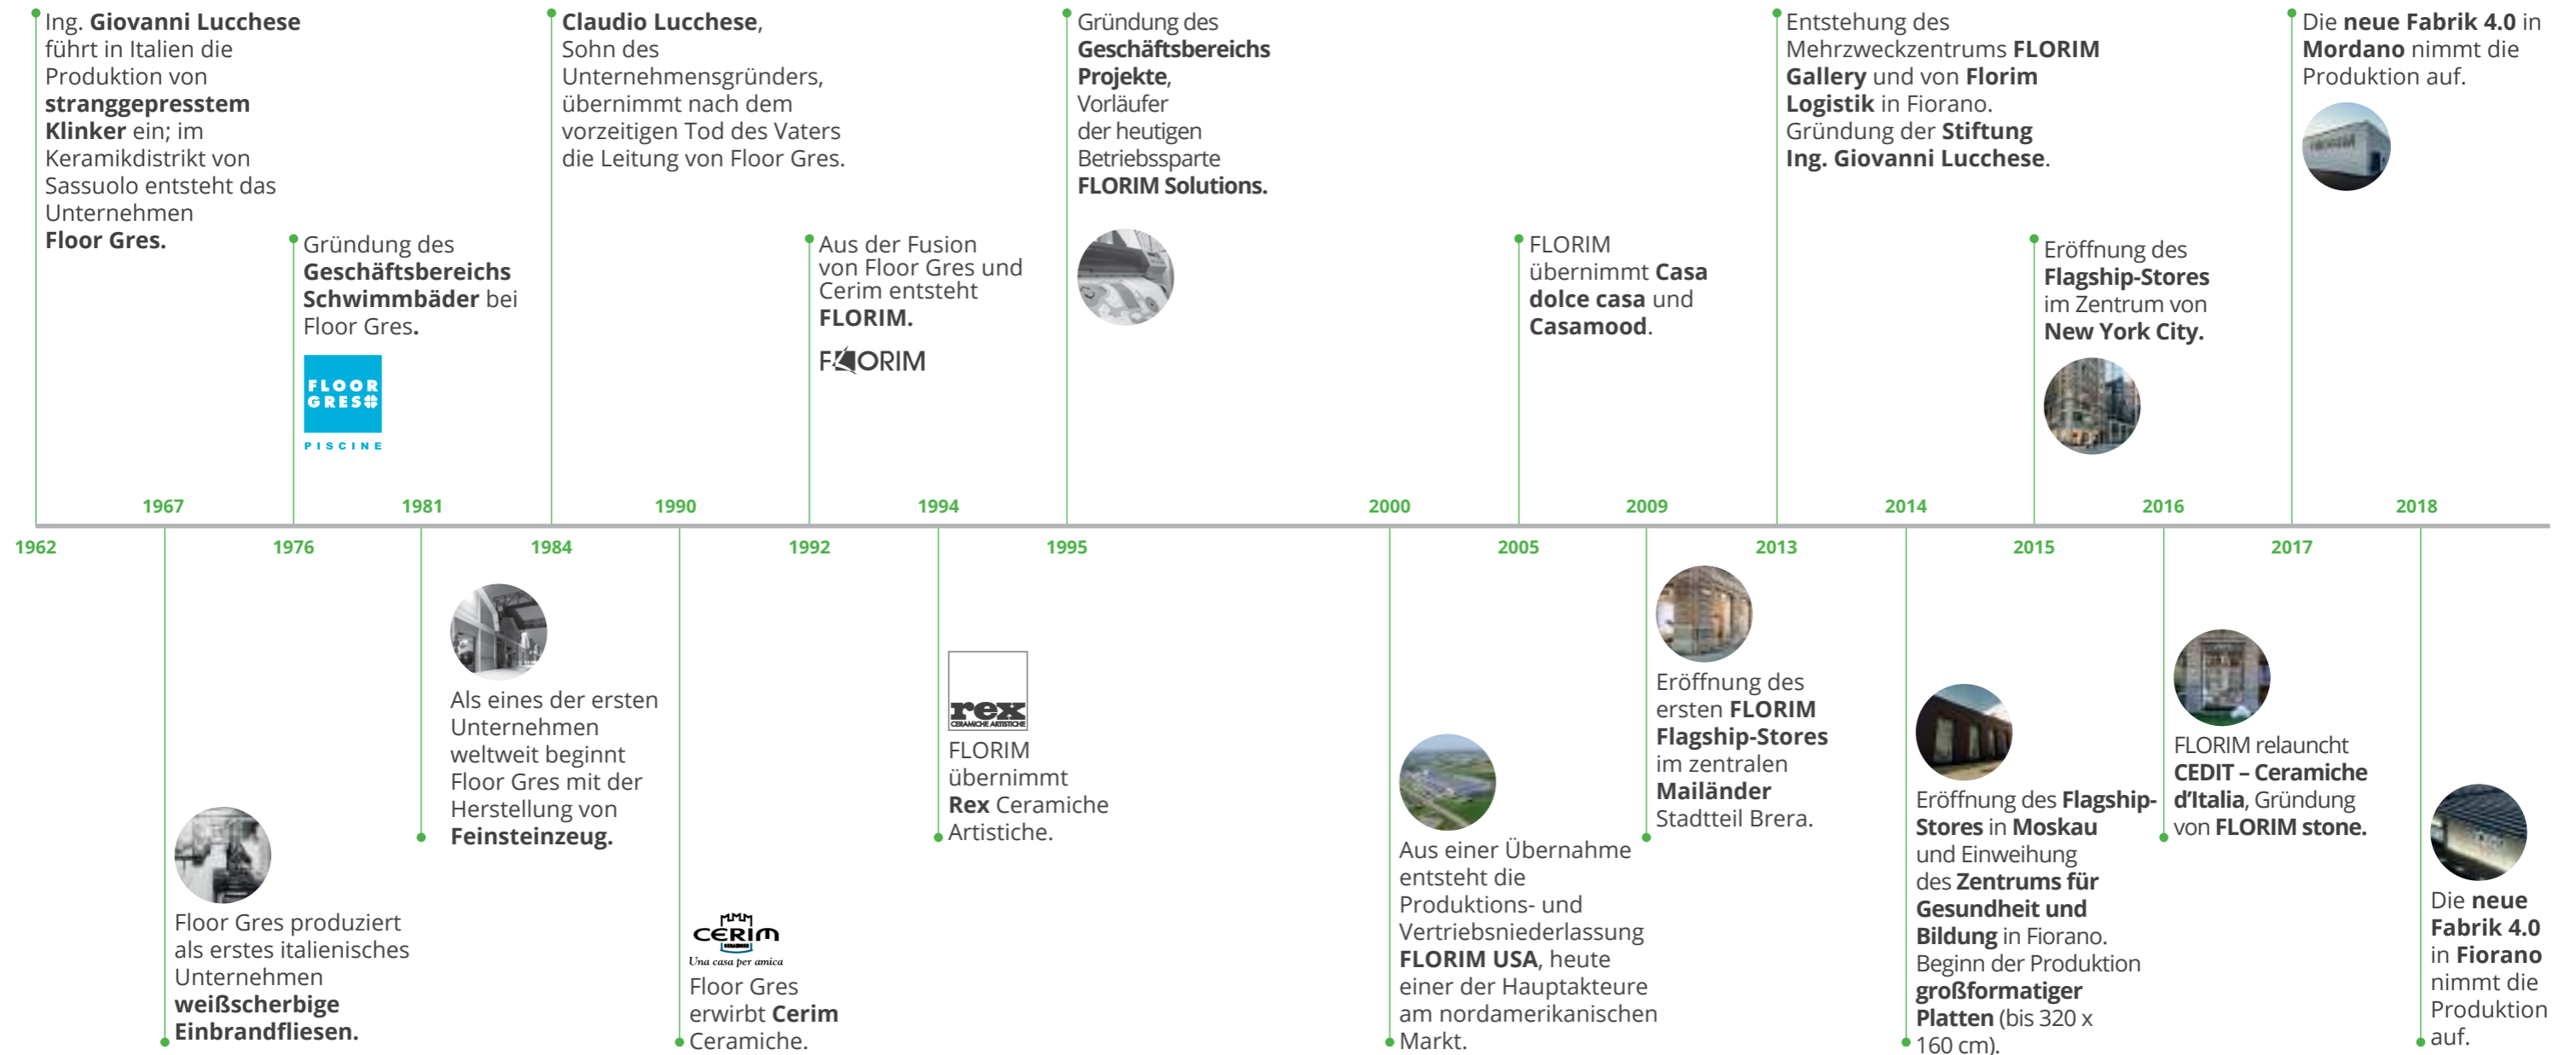 Ing. Giovanni Lucchese
führt in Italien die
Produktion von
stranggepresstem
Klinker ein; im
Keramikdistrikt von
Sassuolo entsteht das
Unternehmen
Floor Gres.
Gründung des
Geschäftsbereichs
Schwimmbäder bei
Floor Gres.
FLOOR
GRES
PISCINE
Claudio Lucchese,
Sohn des
Unternehmensgründers,
übernimmt nach dem
vorzeitigen Tod des Vaters
die Leitung von Floor Gres.
Aus der Fusion
von Floor Gres und
Cerim entsteht
FLORIM.
FLORIM
Gründung des
Geschäftsbereichs
Projekte,
Vorläufer
der heutigen
Betriebssparte
FLORIM Solutions.
FLORIM
übernimmt Casa
dolce casa und
Casamood.
Entstehung des
Mehrzweckzentrums FLORIM
Gallery und von Florim
Logistik in Fiorano.
Gründung der Stiftung
Ing. Giovanni Lucchese.
Eröffnung des
Flagship-Stores
im Zentrum von
New York City.
Die neue Fabrik 4.0 in
Mordano nimmt die
Produktion auf.
FLORIM
1967
1981
1990
1994
2000
2009
2014
2016
2018
1962
1976
1984
1992
1995
2005
2013
2015
2017
Floor Gres produziert
als erstes italienisches
Unternehmen
weißscherbige
Einbrandfliesen.
Als eines der ersten
Unternehmen
weltweit beginnt
Floor Gres mit der
Herstellung von
Feinsteinzeug.
CERIM
Una casa per amica
Floor Gres
erwirbt Cerim
Ceramiche.
rex
CERAMICHE ARTISTICHE
FLORIM
übernimmt
Rex Ceramiche
Artistiche.
Aus einer Übernahme
entsteht die
Produktions- und
Vertriebsniederlassung
FLORIM USA, heute
einer der Hauptakteure
am nordamerikanischen
Markt.
Eröffnung des
ersten FLORIM
Flagship-Stores
im zentralen
Mailänder
Stadtteil Brera.
Eröffnung des Flagship-
Stores in Moskau
und Einweihung
des Zentrums für
Gesundheit und
Bildung in Fiorano.
Beginn der Produktion
großformatiger
Platten (bis 320 x
160 cm).
FLORIM relauncht
CEDIT – Ceramiche
d’Italia, Gründung
von FLORIM stone.
Die neue
Fabrik 4.0
in Fiorano
nimmt die
Produktion
auf.